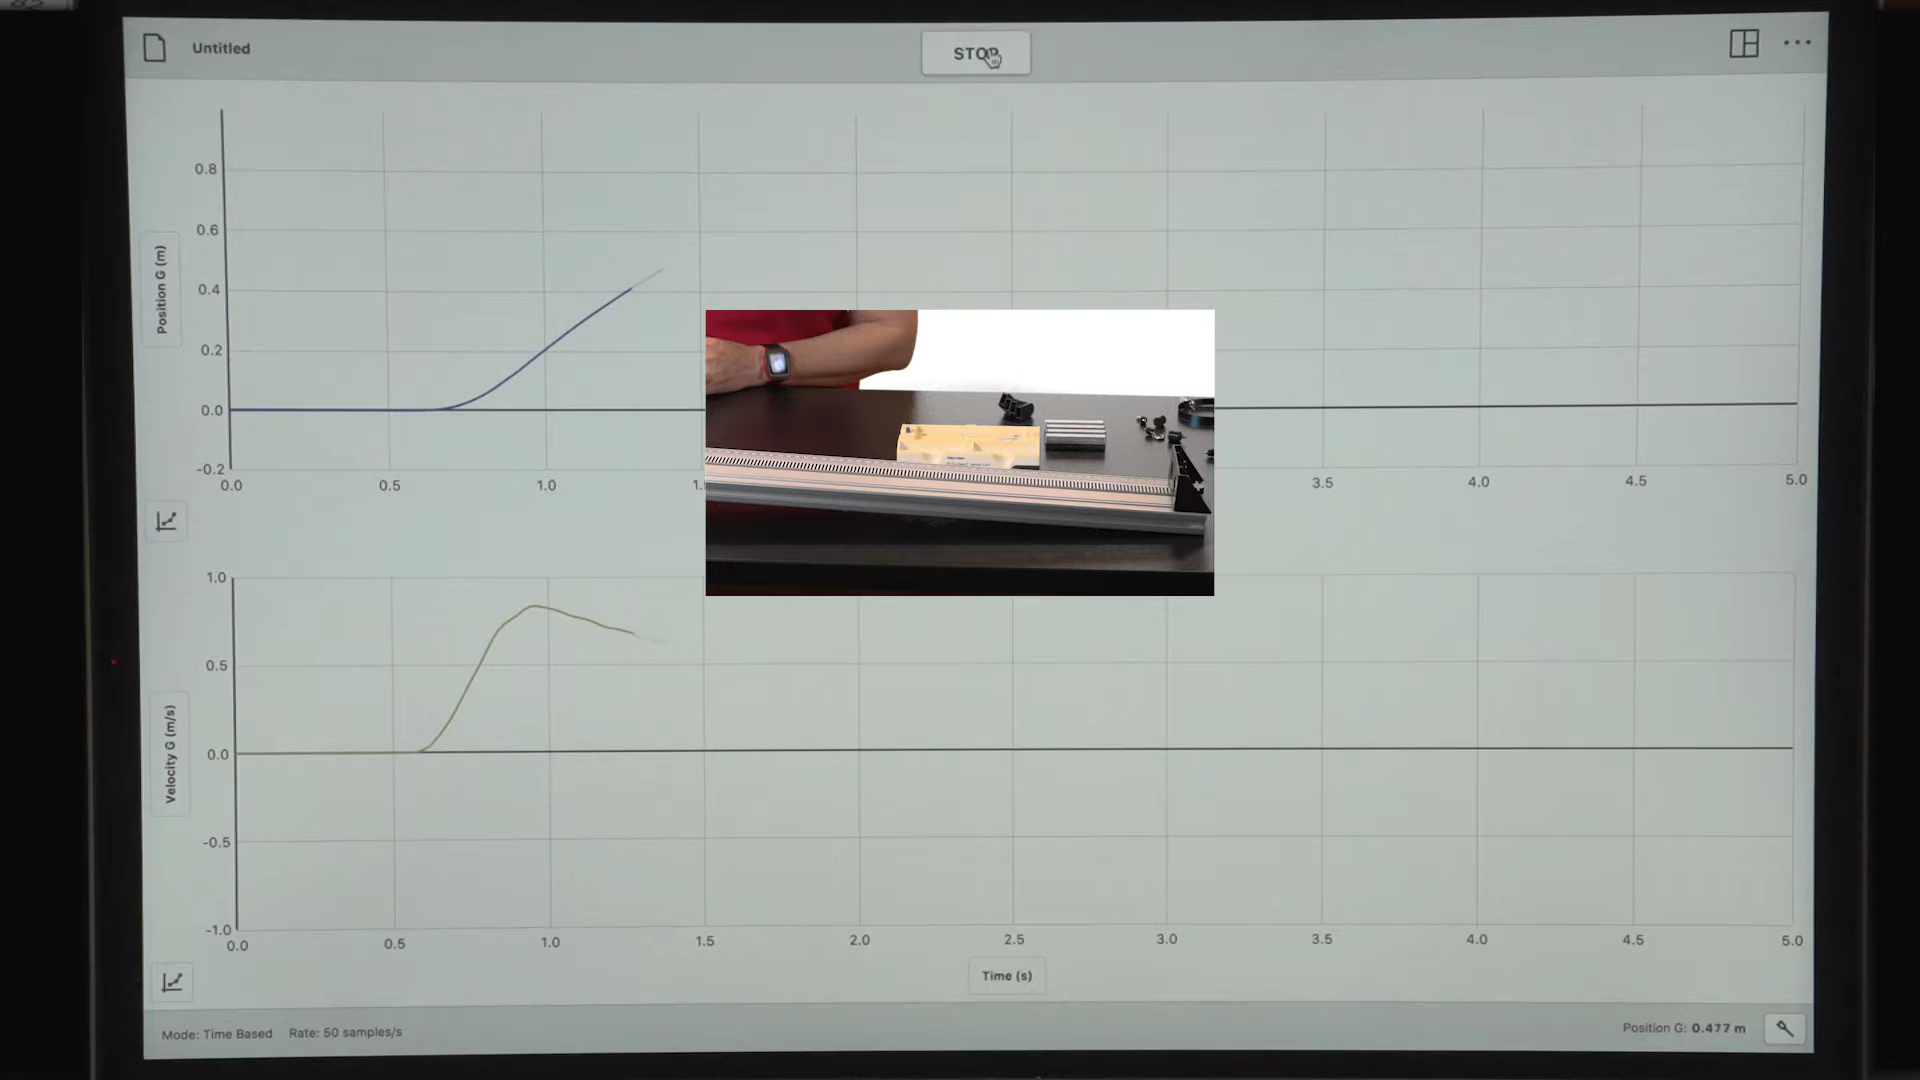 Untitled
STOP
0.8
0.6
0.4
0.2
0.0
-0.2
Position G (m)
0.0 0.5 1.0 3.5 4.0 4.5 5.0
1.0
0.5
0.0
-0.5
-1.0
Velocity G (m/s)
0.0 0.5 1.0 1.5 2.0 2.5 3.0 3.5 4.0 4.5 5.0
Time (s)
Mode: Time Based Rate: 50 samples/s
Position G: 0.477 m